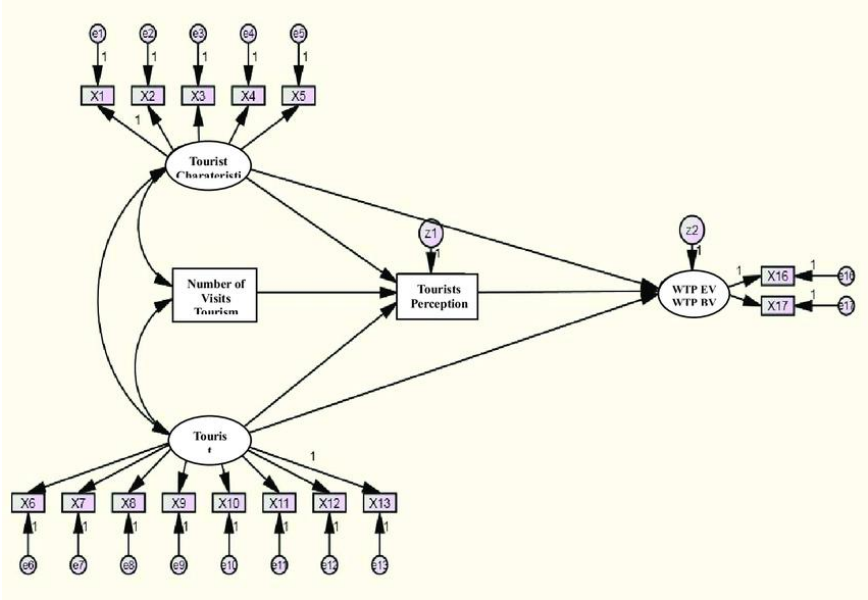 e1 e2 e3 e4 e5
1 1 1 1 1
X1 X2 X3 X4 X5
1
Tourist
Charateristi
z1
1
z2
1
Number of
Visits
Tourism
Tourists
Perception
WTP EV
WTP BV
1 X16 1 e16
X17 1 e17
Touris
t
1
X6 X7 X8 X9 X10 X11 X12 X13
1 1 1 1 1 1 1 1
e6 e7 e8 e9 e10 e11 e12 e13